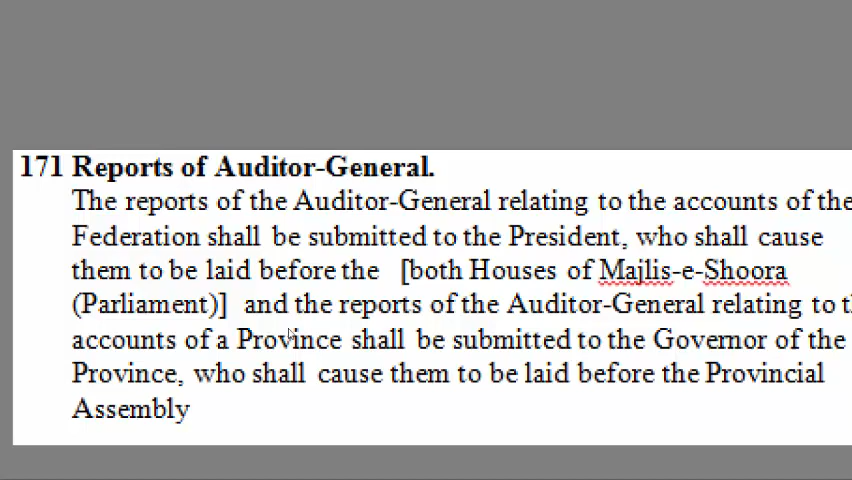 171 Reports of Auditor-General.
The reports of the Auditor-General relating to the accounts of the
Federation shall be submitted to the President, who shall cause
them to be laid before the [both Houses of Majlis-e-Shoora
(Parliament)] and the reports of the Auditor-General relating to
accounts of a Province shall be submitted to the Governor of the
Province, who shall cause them to be laid before the Provincial
Assembly